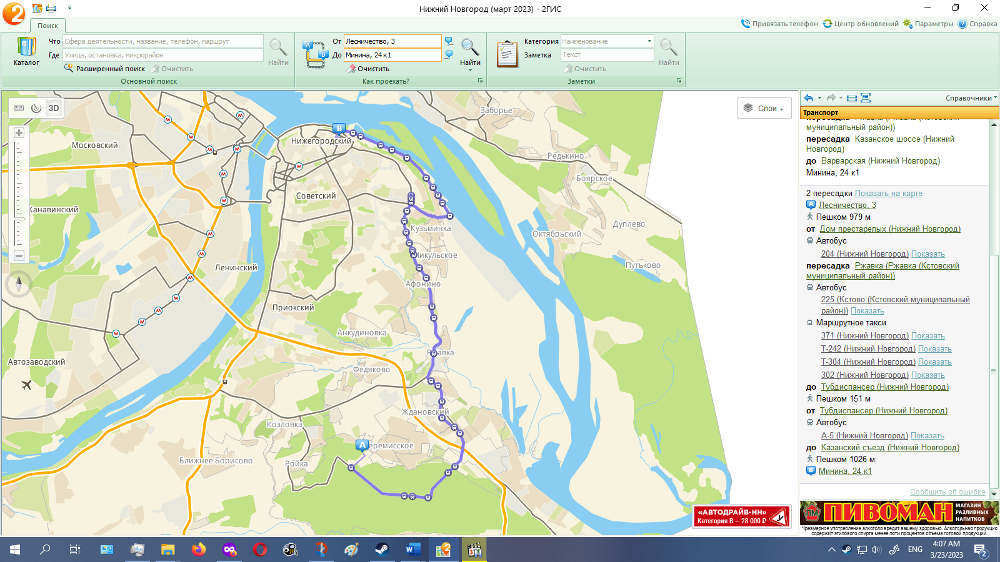 Нижний Новгород (март 2023) - 2ГИС
Поиск
Привязать телефон
Центр обновлений
Параметры
Справка
Каталог
Что
Сфера деятельности, название, телефон, маршрут
Где
Улица, остановка, микрорайон
Расширенный поиск
Очистить
Найти
Основной поиск
От
Лесничество, 3
До
Минина, 24 к1
Очистить
Найти
Как проехать?
Категория
Наименование
Заметка
Текст
Очистить
Найти
Заметки
3D
Слои
Заборье
Московский
Нижегородский
Редькино
Боярское
Советский
Канавинский
Кузьминка
Дуплево
Октябрьский
Никульское
Ленинский
Путьково
Афонино
Приокский
Анкудиновка
Ржавка
Автозаводский
Федяково
Ждановский
Козловка
Черемисское
Ближнее Борисово
Ройка
A
B
«АВТОДРАЙВ-НН»
Категория В — 28 000 ₽
Справочники
Транспорт
муниципальный район))
пересадка Казанское шоссе (Нижний
Новгород)
до Варварская (Нижний Новгород)
Минина, 24 к1
2 пересадки Показать на карте
A Лесничество, 3
Пешком 979 м
от Дом престарелых (Нижний Новгород)
Автобус
204 (Нижний Новгород) Показать
пересадка Ржавка (Ржавка (Кстовский
муниципальный район))
Автобус
225 (Кстово (Кстовский муниципальный
район)) Показать
Маршрутное такси
371 (Нижний Новгород) Показать
Т-242 (Нижний Новгород) Показать
Т-304 (Нижний Новгород) Показать
302 (Нижний Новгород) Показать
до Тубдиспансер (Нижний Новгород)
Пешком 151 м
от Тубдиспансер (Нижний Новгород)
Автобус
А-5 (Нижний Новгород) Показать
до Казанский съезд (Нижний Новгород)
Пешком 1026 м
B Минина, 24 к1
Сообщить об ошибке
ПМ
ПИВОМАН
МАГАЗИН
РАЗЛИВНЫХ
НАПИТКОВ
Чрезмерное употребление алкоголя вредит вашему здоровью. Алкогольная продукция
содержит этилового спирта менее пяти процентов объема готовой продукции.
ENG
4:07 AM
3/23/2023
2